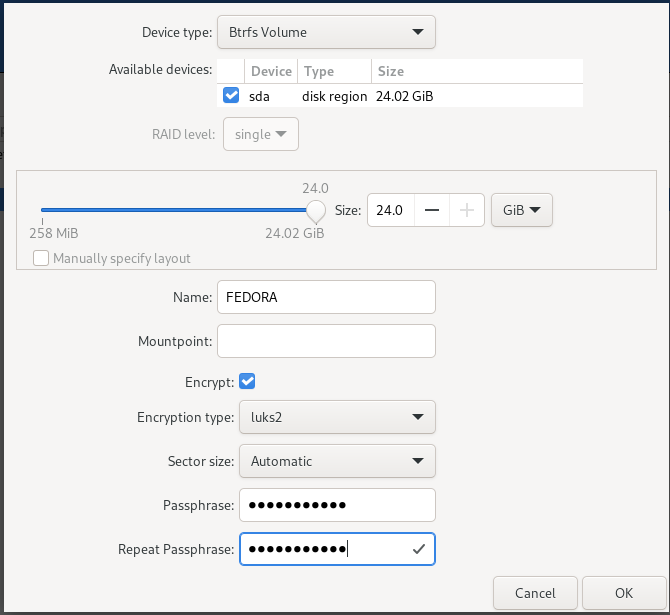 Device type: Btrfs Volume
Available devices: Device Type Size
sda disk region 24.02 GiB
RAID level: single
24.0
Size: 24.0 GiB
258 MiB 24.02 GiB
Manually specify layout
Name: FEDORA
Mountpoint:
Encrypt:
Encryption type: luks2
Sector size: Automatic
Passphrase: ●●●●●●●●●●●
Repeat Passphrase: ●●●●●●●●●●●
Cancel OK